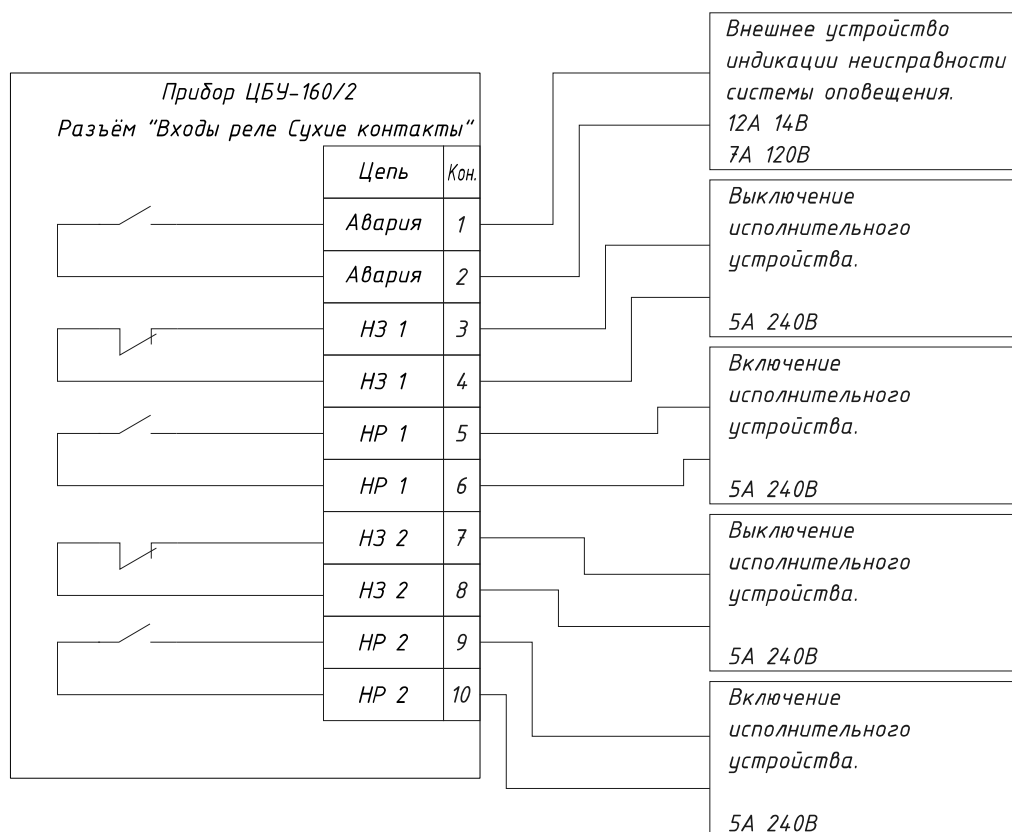 Прибор ЦБУ-160/2
Разъём "Входы реле Сухие контакты"
Цепь Кон.
Авария 1
Авария 2
НЗ 1 3
НЗ 1 4
НР 1 5
НР 1 6
НЗ 2 7
НЗ 2 8
НР 2 9
НР 2 10
Внешнее устройство
индикации неисправности
системы оповещения.
12А 14В
7А 120В
Выключение
исполнительного
устройства.
5А 240В
Включение
исполнительного
устройства.
5А 240В
Выключение
исполнительного
устройства.
5А 240В
Включение
исполнительного
устройства.
5А 240В